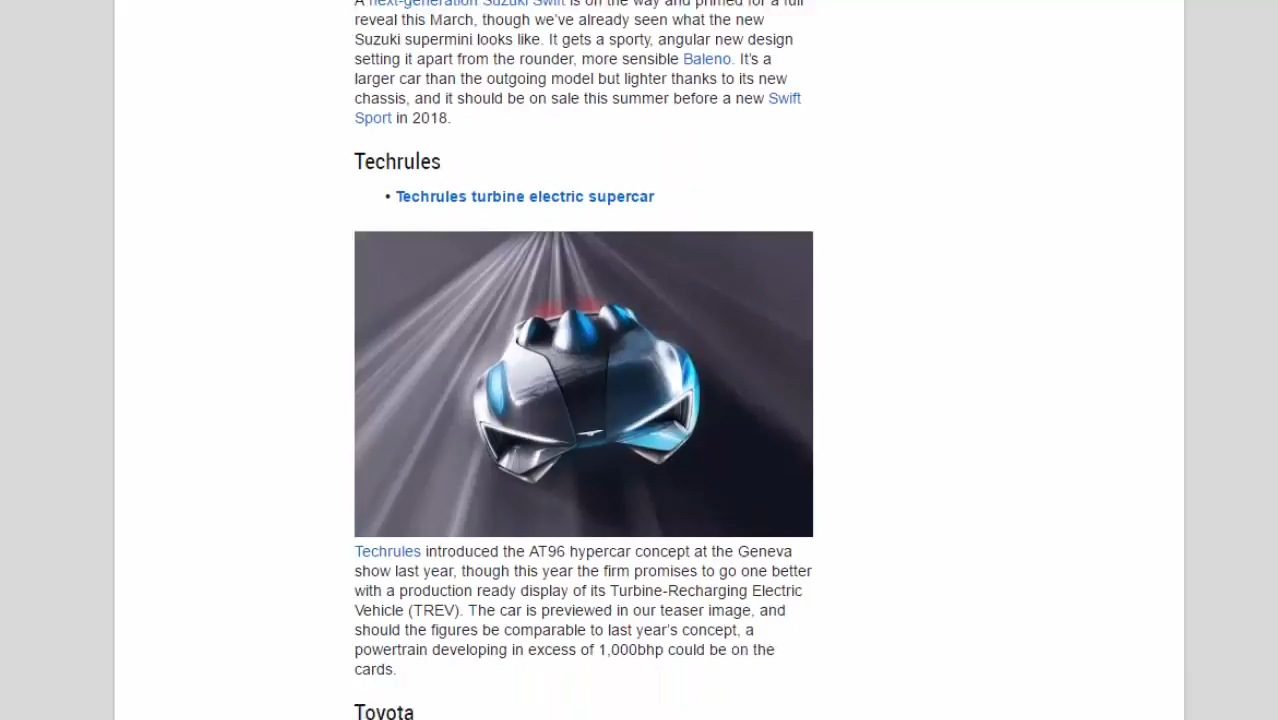 A next-generation Suzuki Swift is on the way and primed for a full
reveal this March, though we've already seen what the new
Suzuki supermini looks like. It gets a sporty, angular new design
setting it apart from the rounder, more sensible Baleno. It's a
larger car than the outgoing model but lighter thanks to its new
chassis, and it should be on sale this summer before a new Swift
Sport in 2018.
Techrules
• Techrules turbine electric supercar
Techrules introduced the AT96 hypercar concept at the Geneva
show last year, though this year the firm promises to go one better
with a production ready display of its Turbine-Recharging Electric
Vehicle (TREV). The car is previewed in our teaser image, and
should the figures be comparable to last year's concept, a
powertrain developing in excess of 1,000bhp could be on the
cards.
Toyota